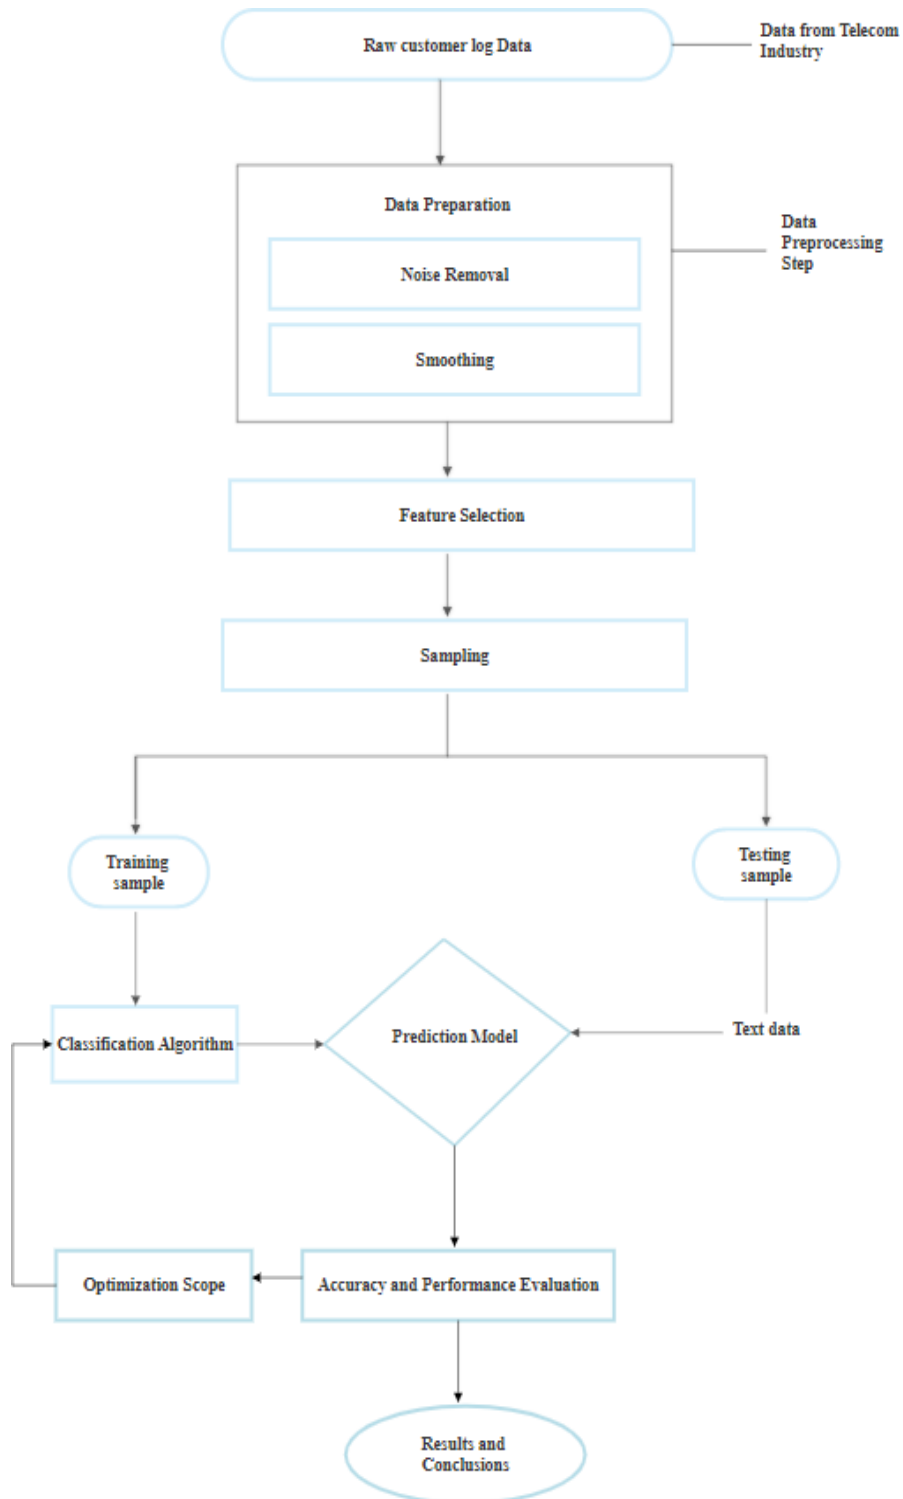 Raw customer log Data
Data from Telecom
Industry
Data Preparation
Noise Removal
Smoothing
Data
Preprocessing
Step
Feature Selection
Sampling
Training
sample
Testing
sample
Classification Algorithm
Prediction Model
Text data
Optimization Scope
Accuracy and Performance Evaluation
Results and
Conclusions